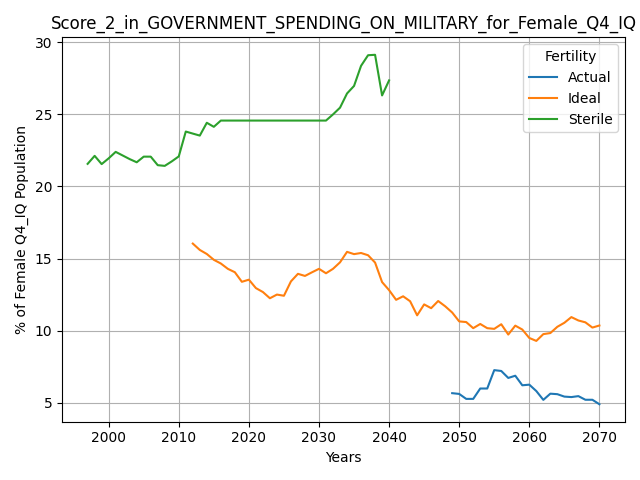 Score_2_in_GOVERNMENT_SPENDING_ON_MILITARY_for_Female_Q4_IQ
% of Female Q4_IQ Population
30
25
20
15
10
5
Fertility
Actual
Ideal
Sterile
2000 2010 2020 2030 2040 2050 2060 2070
Years